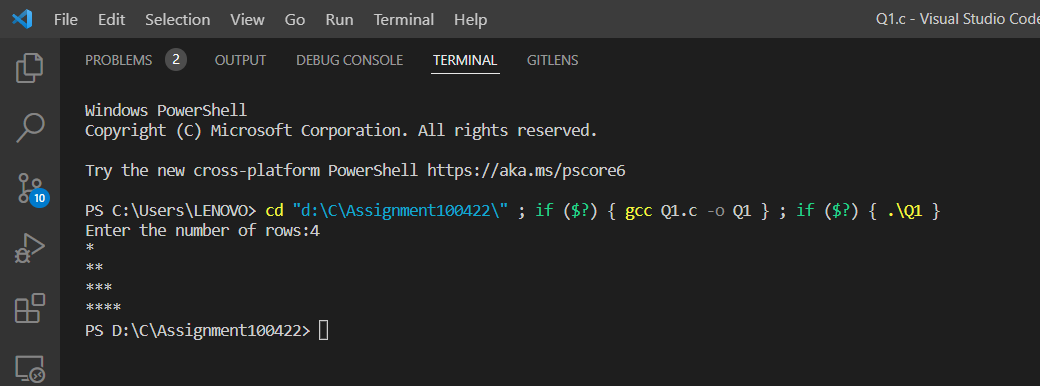 File Edit Selection View Go Run Terminal Help Q1.c - Visual Studio Code
PROBLEMS 2 OUTPUT DEBUG CONSOLE TERMINAL GITLENS
Windows PowerShell
Copyright (C) Microsoft Corporation. All rights reserved.
Try the new cross-platform PowerShell https://aka.ms/pscore6
PS C:\Users\LENOVO> cd "d:\C\Assignment100422\" ; if ($?) { gcc Q1.c -o Q1 } ; if ($?) { .\Q1 }
10
Enter the number of rows:4
*
**
***
****
PS D:\C\Assignment100422>